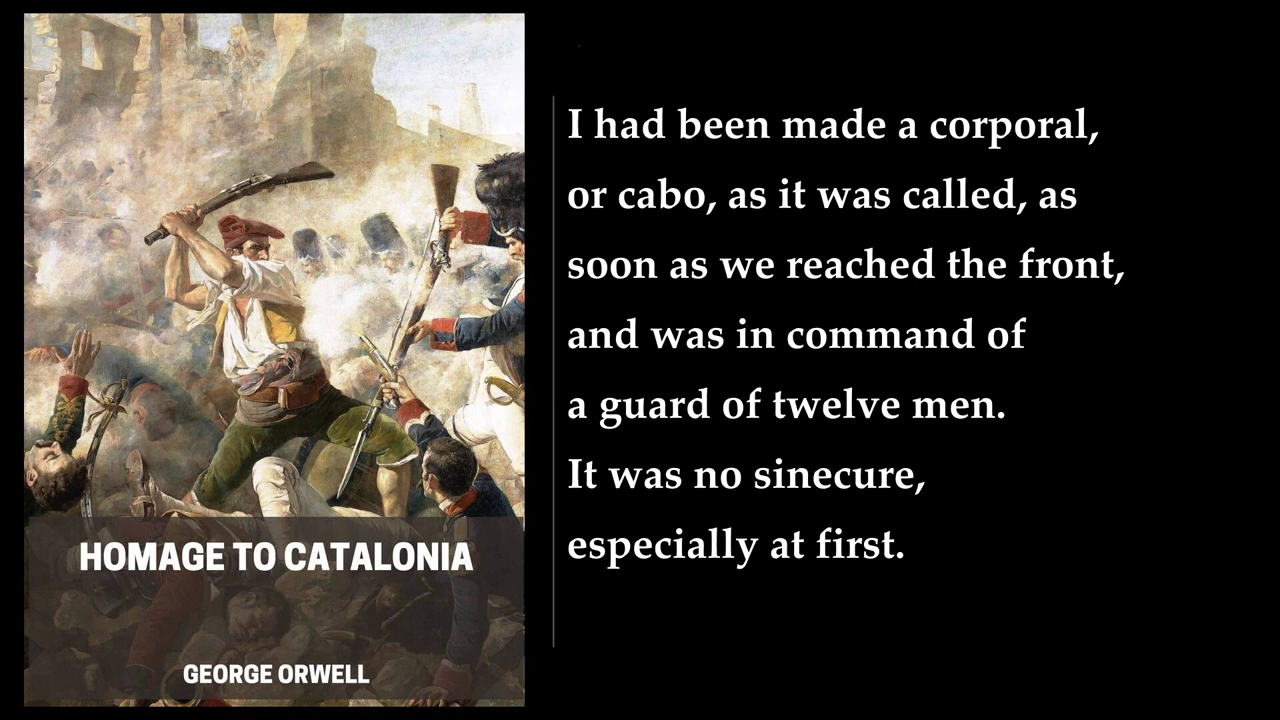 HOMAGE TO CATALONIA
GEORGE ORWELL
I had been made a corporal,
or cabo, as it was called, as
soon as we reached the front,
and was in command of
a guard of twelve men.
It was no sinecure,
especially at first.